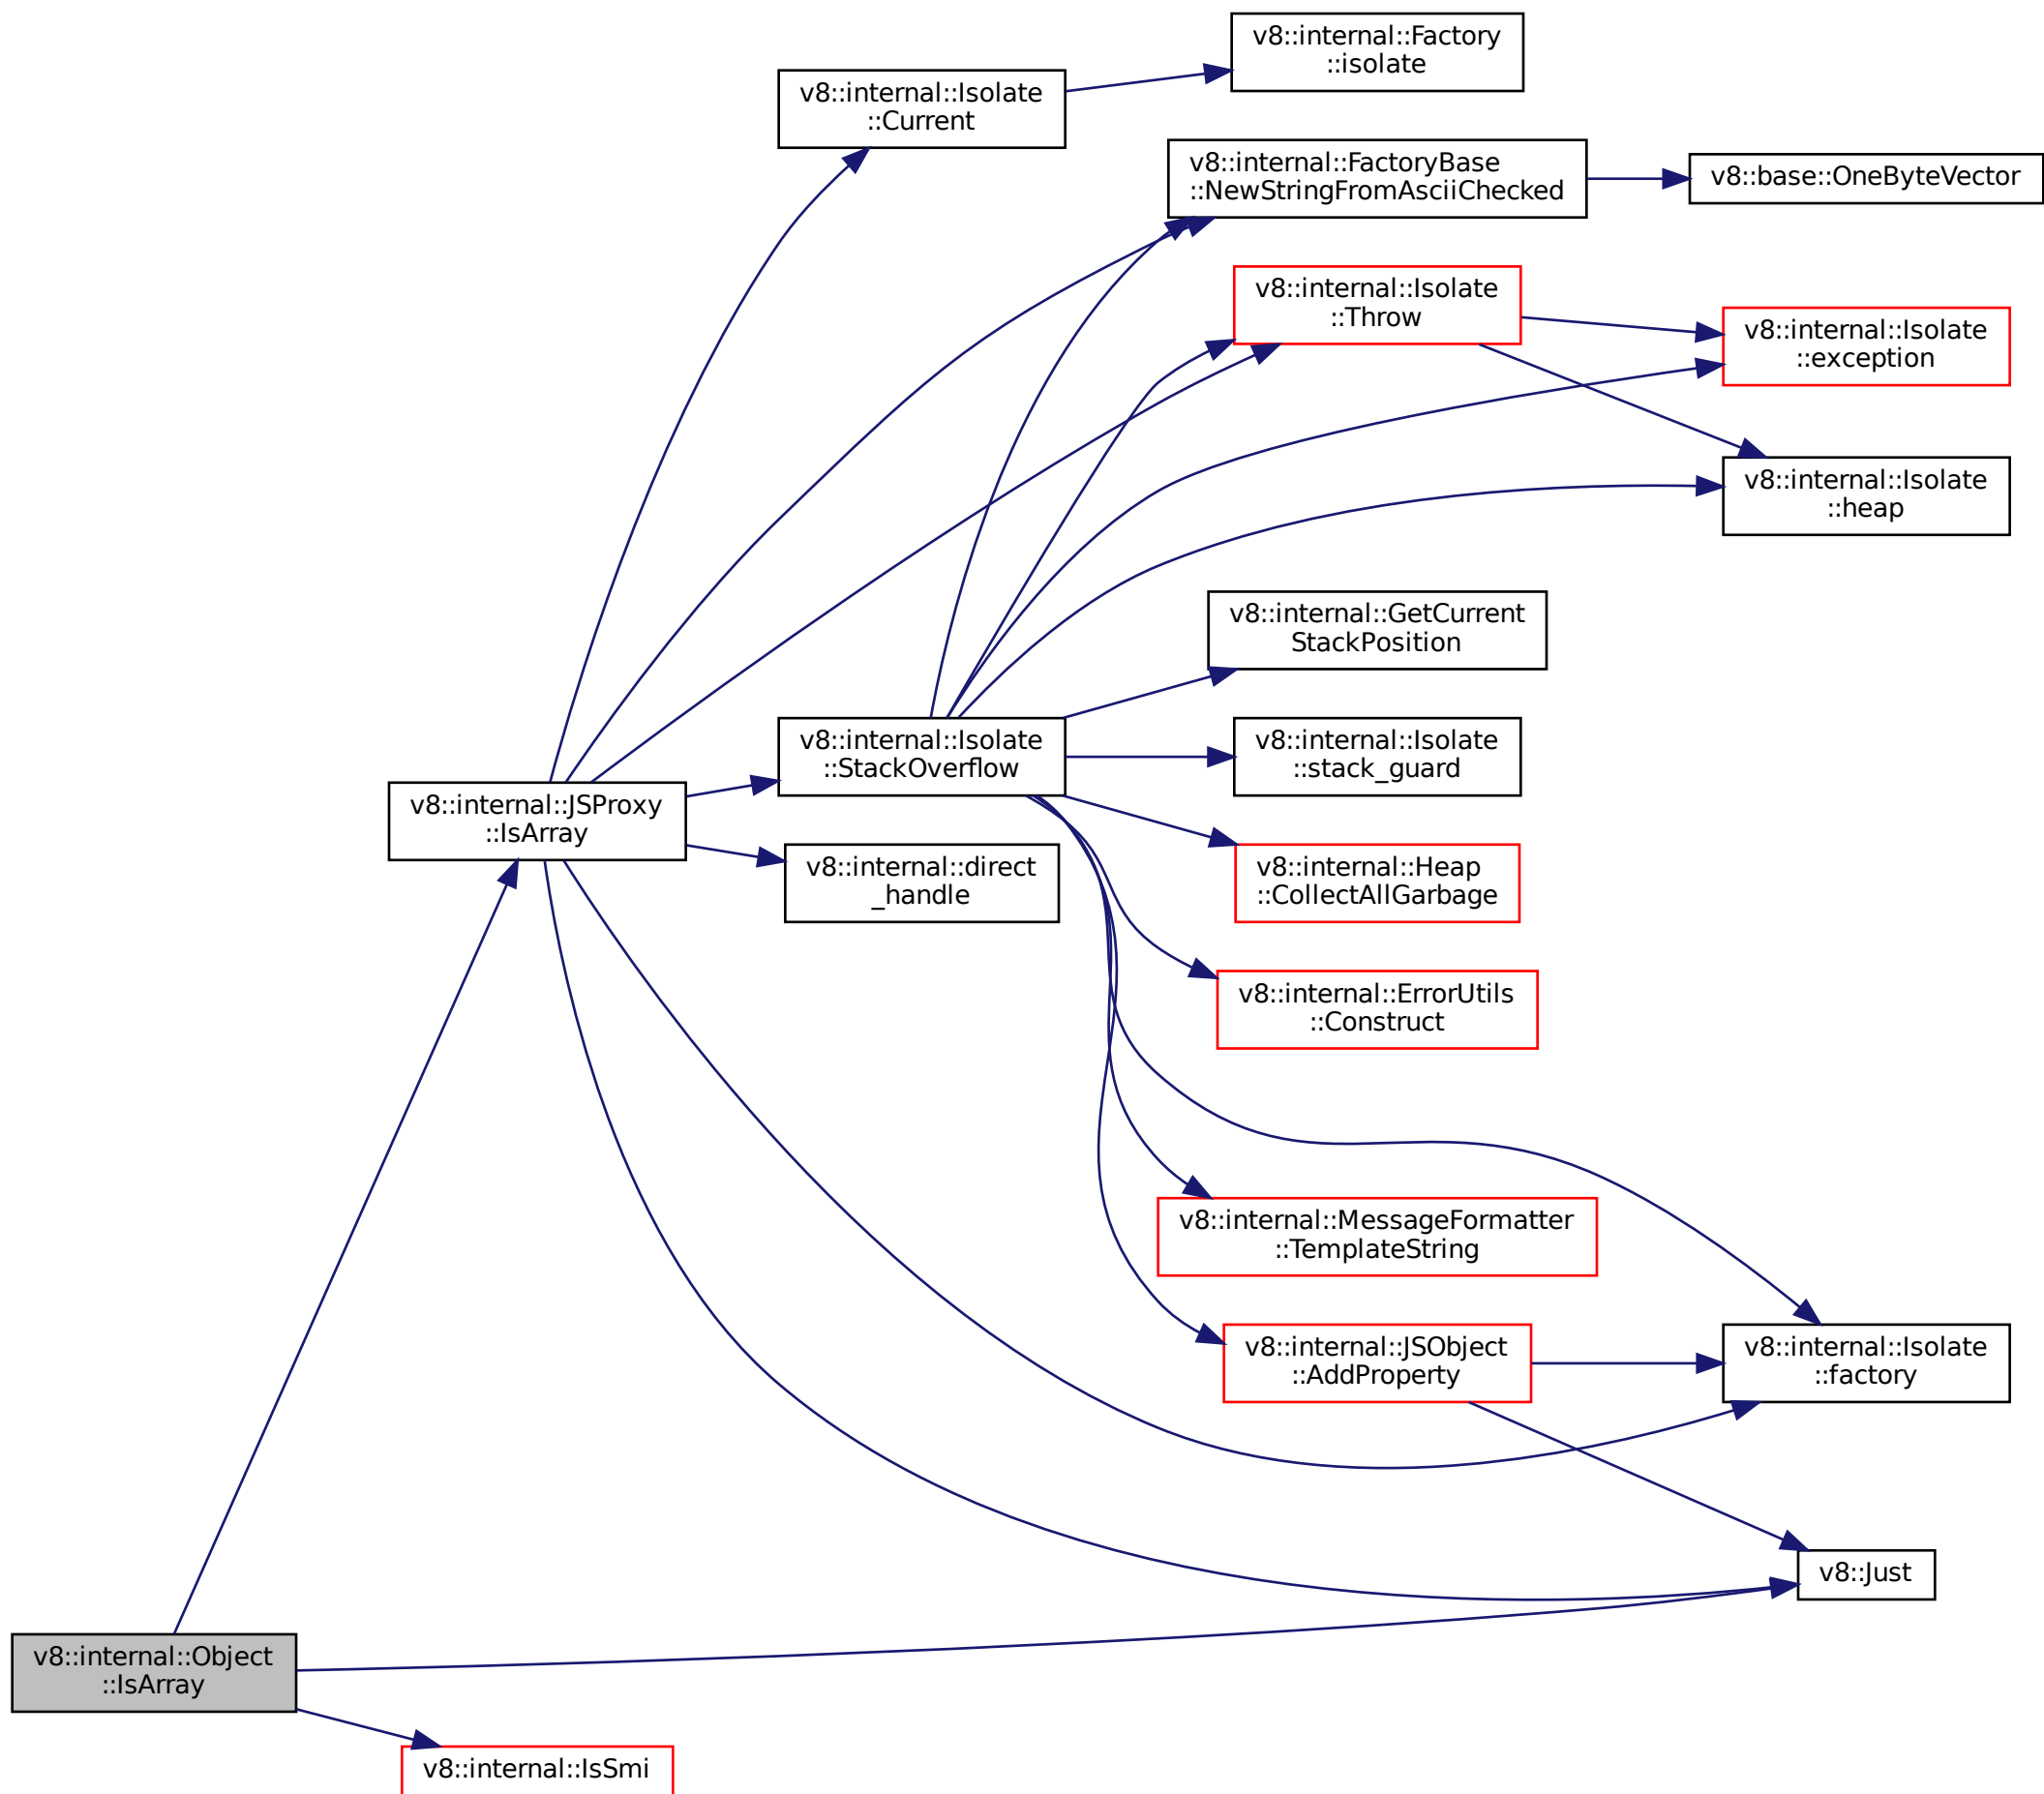 v8::internal::Factory
::isolate
v8::internal::Isolate
::Current
v8::internal::FactoryBase
::NewStringFromAsciiChecked
v8::base::OneByteVector
v8::internal::Isolate
::Throw
v8::internal::Isolate
::exception
v8::internal::Isolate
::heap
v8::internal::GetCurrent
StackPosition
v8::internal::Isolate
::StackOverflow
v8::internal::Isolate
::stack_guard
v8::internal::JSProxy
::IsArray
v8::internal::direct
_handle
v8::internal::Heap
::CollectAllGarbage
v8::internal::ErrorUtils
::Construct
v8::internal::MessageFormatter
::TemplateString
v8::internal::JSObject
::AddProperty
v8::internal::Isolate
::factory
v8::Just
v8::internal::Object
::IsArray
v8::internal::IsSmi